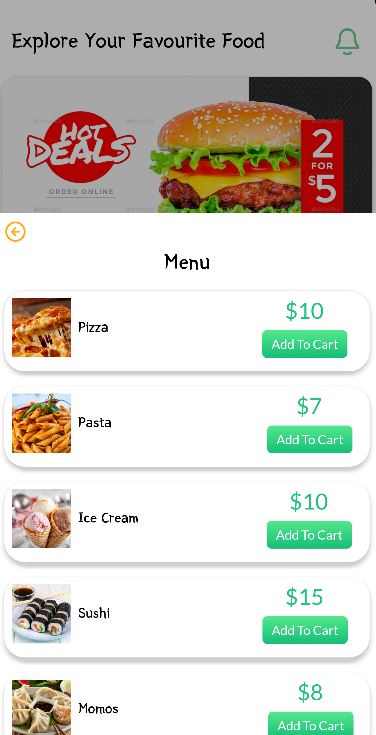 Explore Your Favourite Food
HOT
DEALS
ORDER ONLINE
2
FOR
$5
Menu
Pizza
$10
Add To Cart
Pasta
$7
Add To Cart
Ice Cream
$10
Add To Cart
Sushi
$15
Add To Cart
Momos
$8
Add To Cart